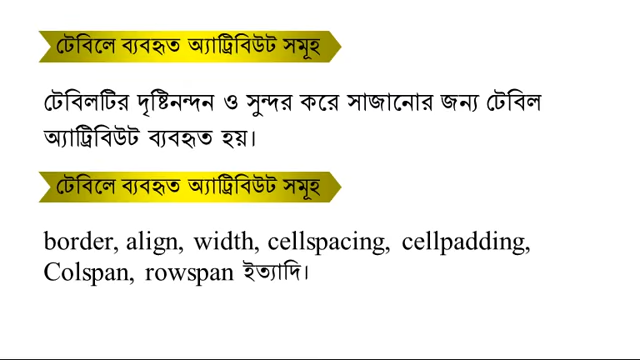 টেবিলে ব্যবহৃত অ্যাট্রিবিউট সমূহ
টেবিলটির দৃষ্টিনন্দন ও সুন্দর করে সাজানোর জন্য টেবিল
অ্যাট্রিবিউট ব্যবহৃত হয়।
টেবিলে ব্যবহৃত অ্যাট্রিবিউট সমূহ
border, align, width, cellspacing, cellpadding,
Colspan, rowspan ইত্যাদি।